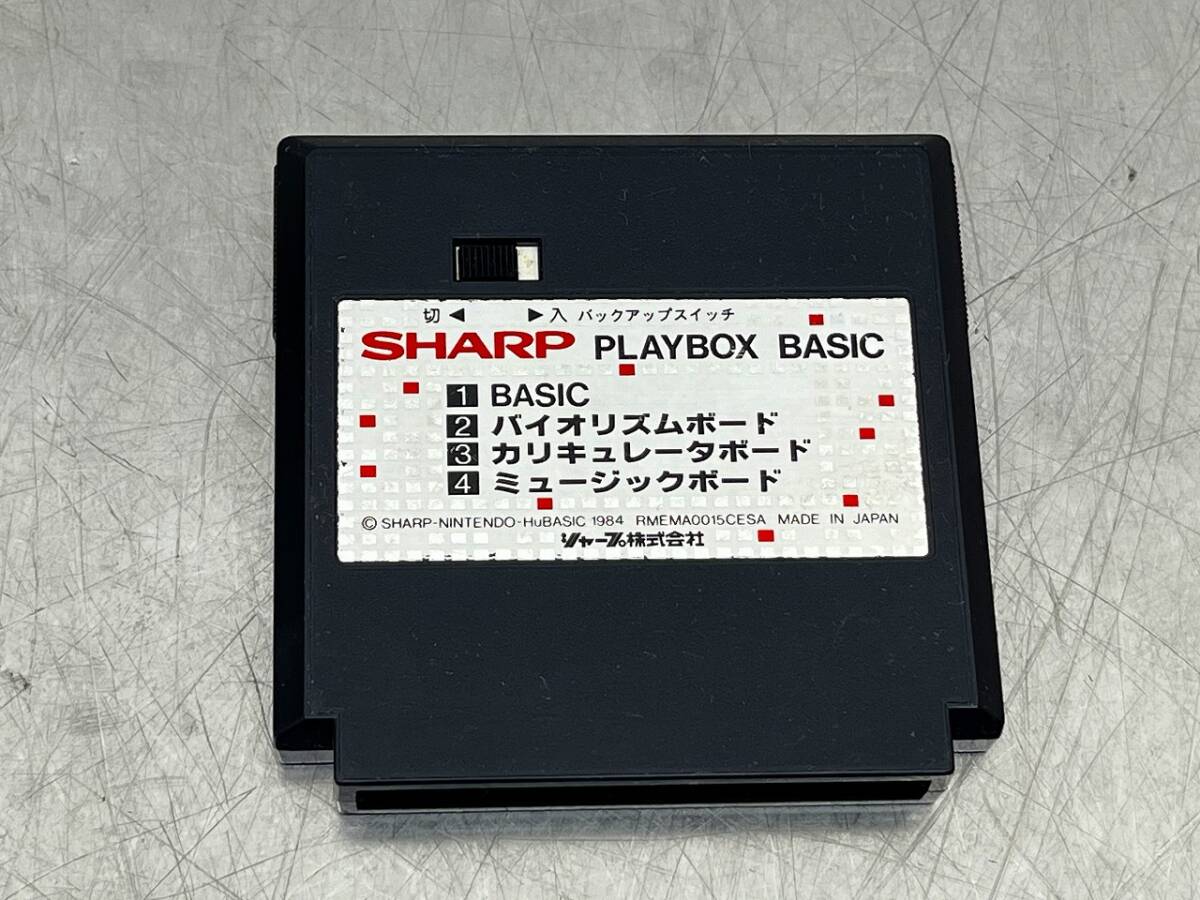 切 ◀ ▶ 入 バックアップスイッチ
SHARP PLAYBOX BASIC
1 BASIC
2 バイオリズムボード
3 カリキュレータボード
4 ミュージックボード
© SHARP-NINTENDO-HuBASIC 1984 RMEMA0015CESA MADE IN JAPAN
シャープ株式会社